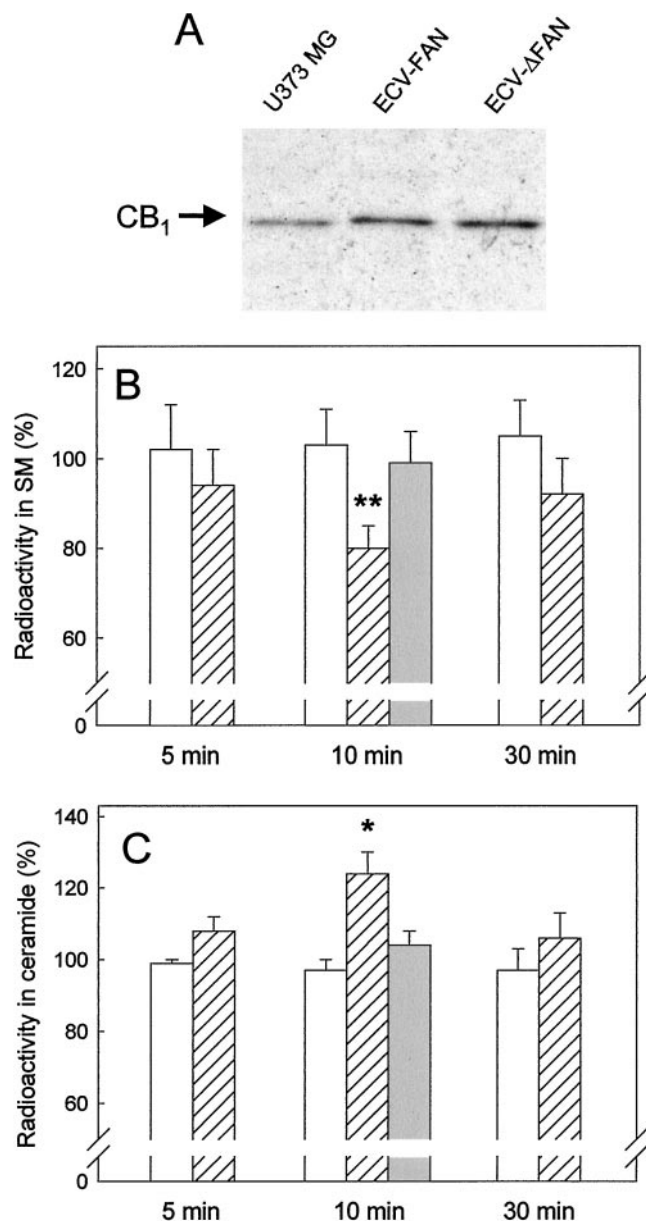 A
U373 MG
ECV-FAN
ECV-ΔFAN
CB₁
B
Radioactivity in SM (%)
120
100
80
60
0
**
5 min
10 min
30 min
C
Radioactivity in ceramide (%)
140
120
100
80
60
0
*
5 min
10 min
30 min